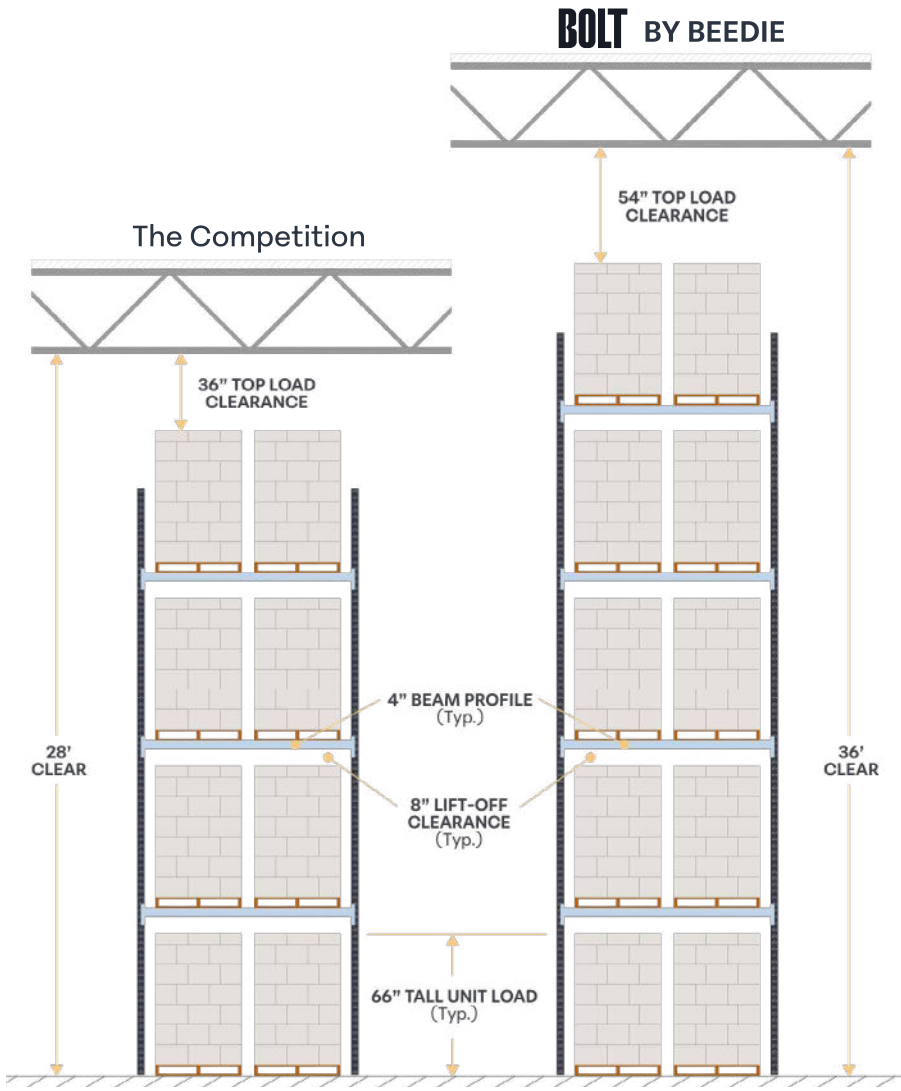 BOLT BY BEEDIE
54” TOP LOAD
CLEARANCE
The Competition
36” TOP LOAD
CLEARANCE
4” BEAM PROFILE
(Typ.)
28’
CLEAR
36’
CLEAR
8” LIFT-OFF
CLEARANCE
(Typ.)
66” TALL UNIT LOAD
(Typ.)